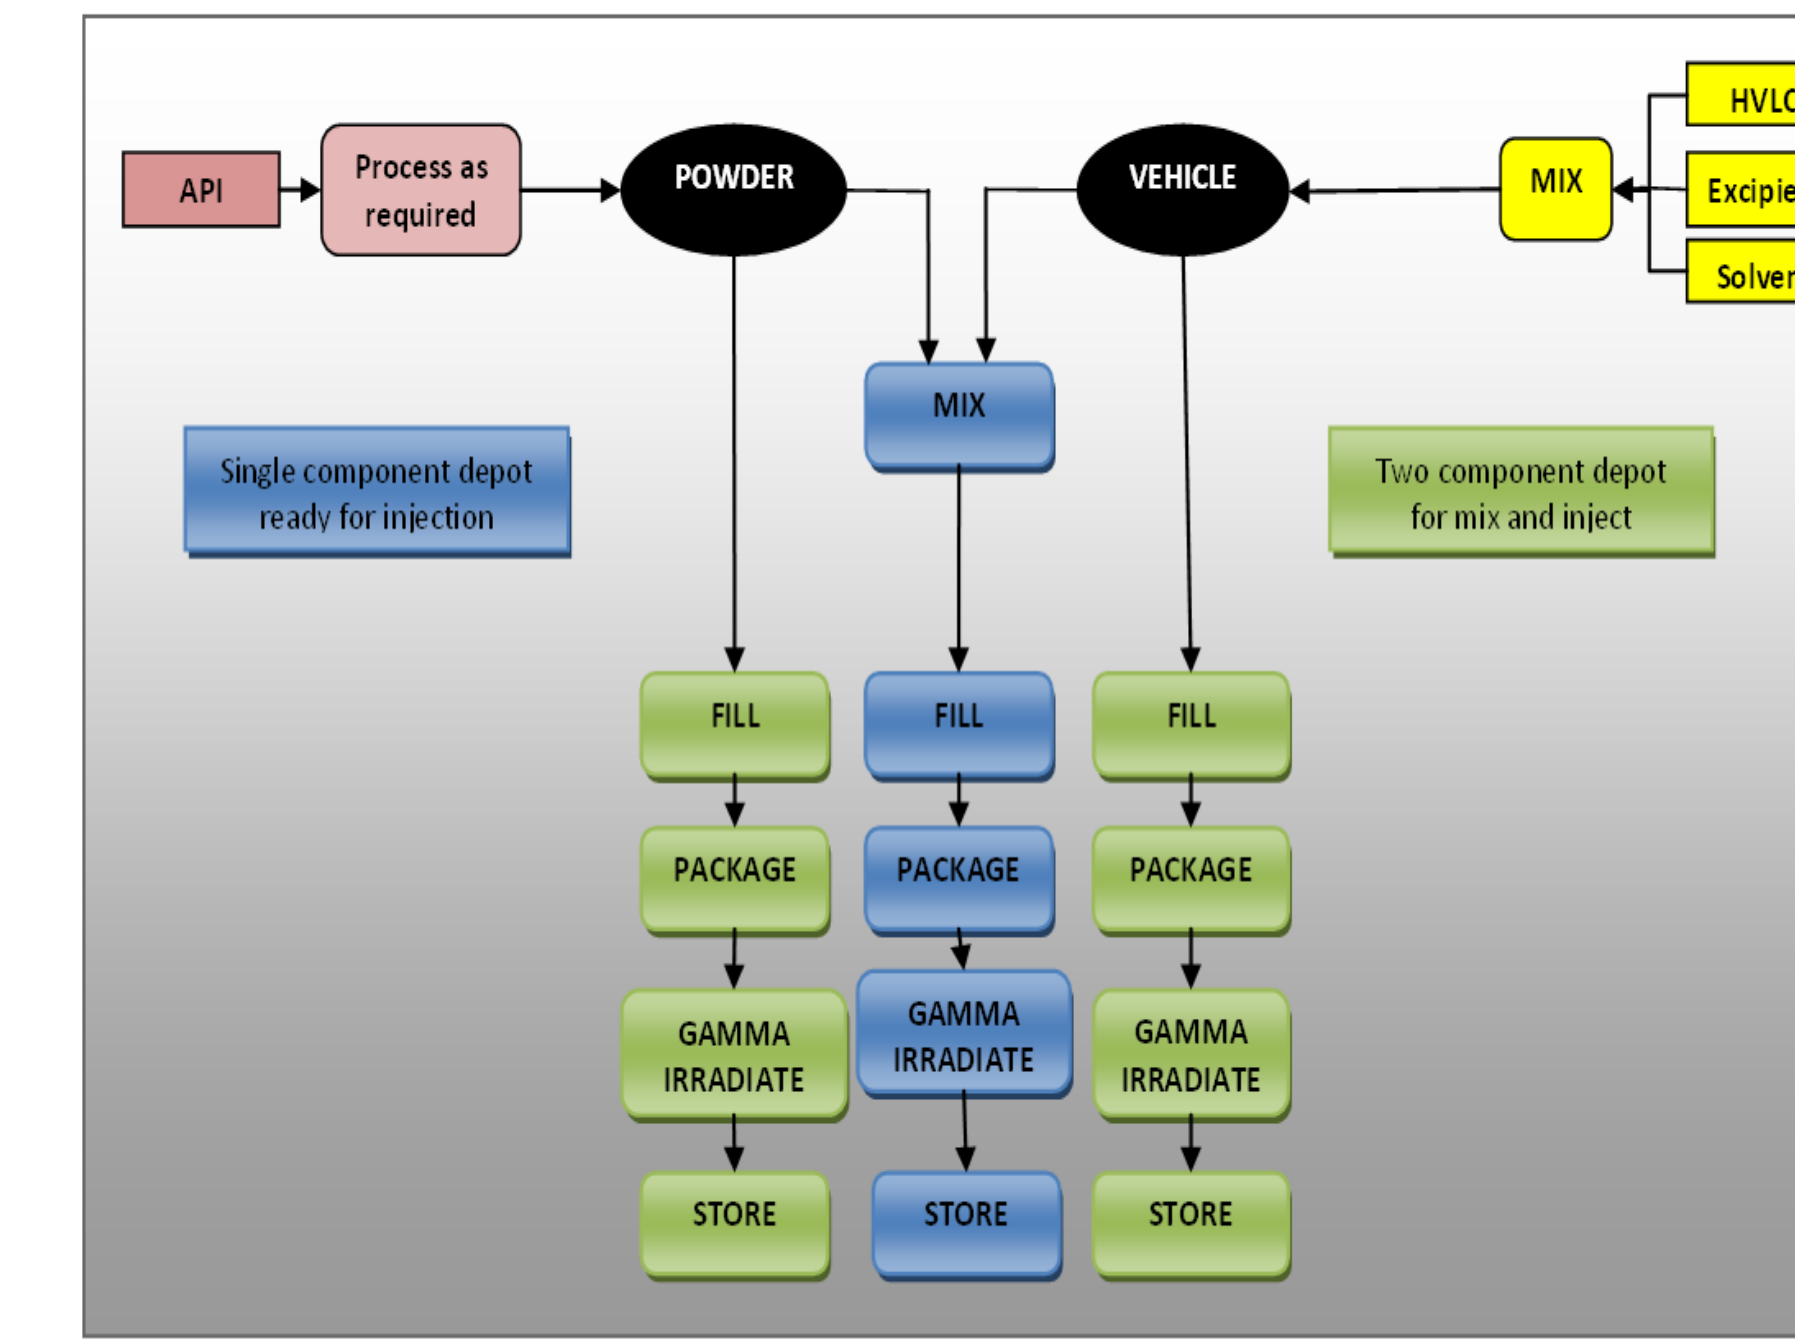 HVLC
API
Process as
required
POWDER
VEHICLE
MIX
Excipie
Solven
MIX
Single component depot
ready for injection
Two component depot
for mix and inject
FILL
FILL
FILL
PACKAGE
PACKAGE
PACKAGE
GAMMA
IRRADIATE
GAMMA
IRRADIATE
GAMMA
IRRADIATE
STORE
STORE
STORE